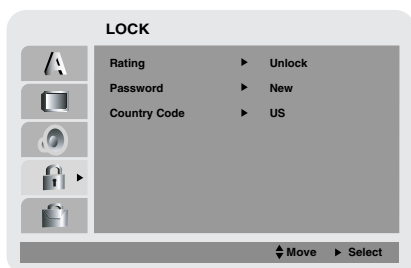 LOCK
Rating ► Unlock
Password ► New
Country Code ► US
Move ► Select